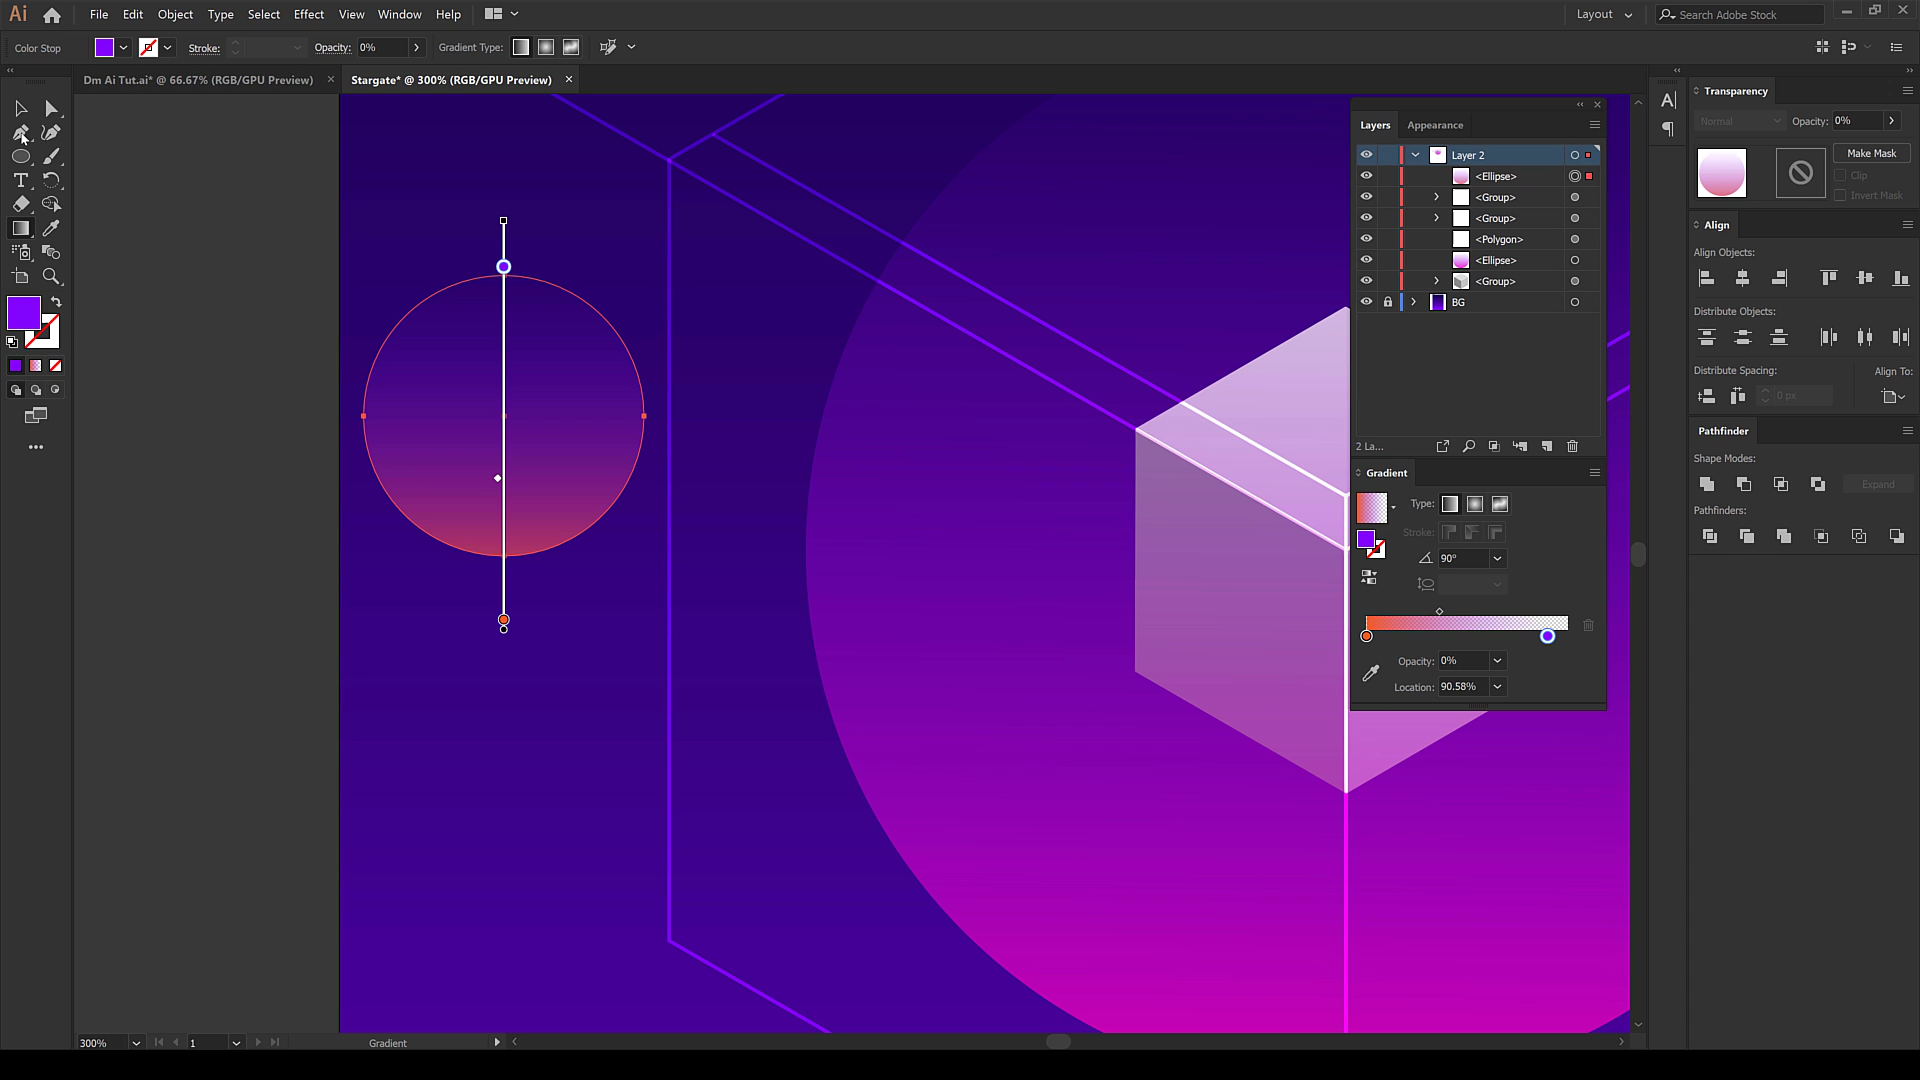 Ai File Edit Object Type Select Effect View Window Help Layout Search Adobe Stock
Color Stop Stroke: Opacity: 0% Gradient Type:
Dm Ai Tut.ai* @ 66.67% (RGB/GPU Preview) × Stargate* @ 300% (RGB/GPU Preview) ×
Layers Appearance
Layer 2
<Ellipse>
<Group>
<Group>
<Polygon>
<Ellipse>
<Group>
BG
2 La...
Gradient
Type:
Stroke:
90°
Opacity: 0%
Location: 90.58%
Transparency
Normal Opacity: 0%
Make Mask
Clip
Invert Mask
Align
Align Objects:
Distribute Objects:
Distribute Spacing: Align To:
0 px
Pathfinder
Shape Modes:
Expand
Pathfinders:
300% 1 Gradient